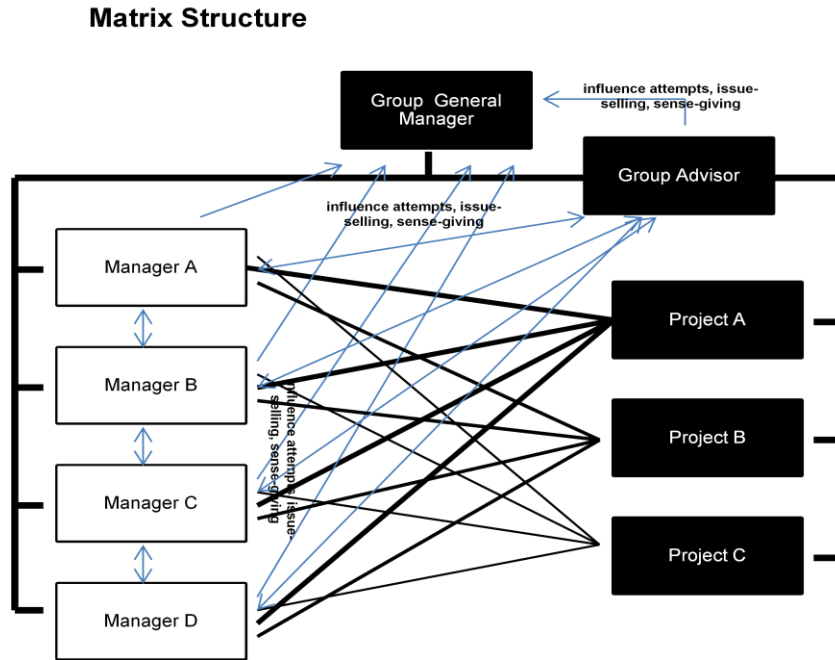 Matrix Structure
Group General
Manager
influence attempts, issue-
selling, sense-giving
Group Advisor
influence attempts, issue-
selling, sense-giving
Manager A
Project A
Manager B
influence attempts, issue-
selling, sense-giving
Project B
Manager C
Project C
Manager D